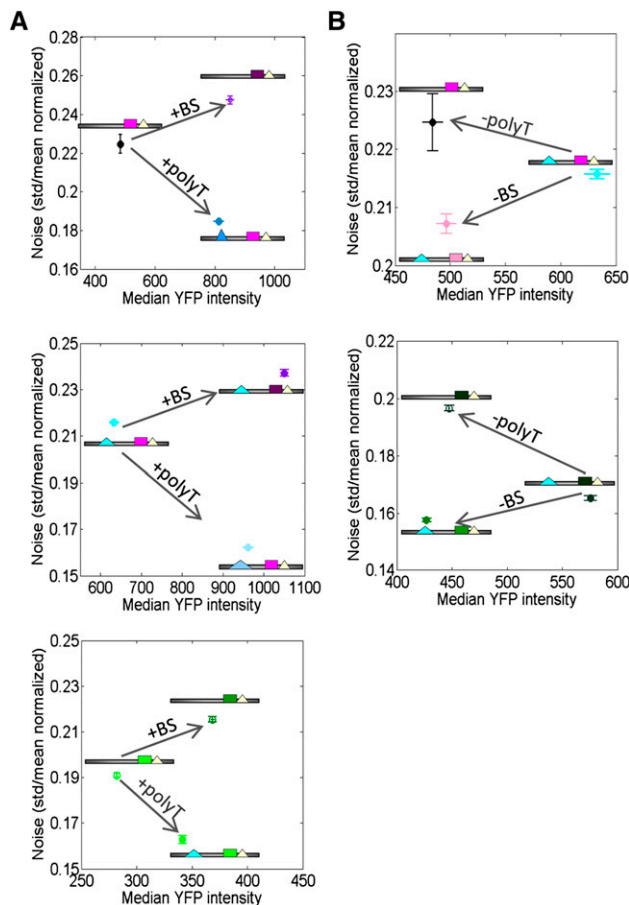 A
Noise (std/mean normalized)
0.28
0.26
0.24
0.22
0.2
0.18
0.16
+BS
+polyT
400 600 800 1000
Median YFP intensity
0.25
0.23
0.21
0.19
0.17
0.15
Noise (std/mean normalized)
+BS
+polyT
600 700 800 900 1000 1100
Median YFP intensity
0.25
0.23
0.21
0.19
0.17
0.15
Noise (std/mean normalized)
+BS
+polyT
250 300 350 400 450
Median YFP intensity
B
Noise (std/mean normalized)
0.23
0.22
0.21
0.2
-polyT
-BS
450 500 550 600 650
Median YFP intensity
0.22
0.2
0.18
0.16
0.14
Noise (std/mean normalized)
-polyT
-BS
400 450 500 550 600
Median YFP intensity